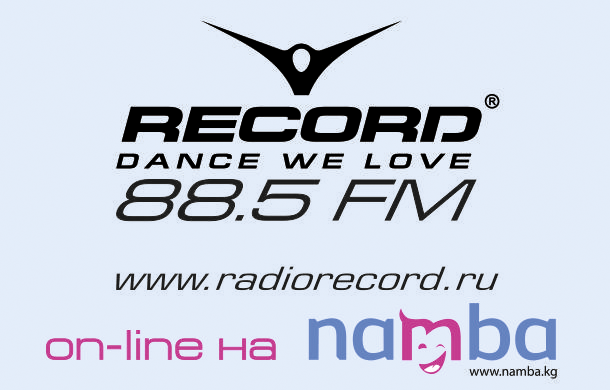 RECORD®
DANCE WE LOVE
88.5 FM
www.radiorecord.ru
on-line на namba
www.namba.kg